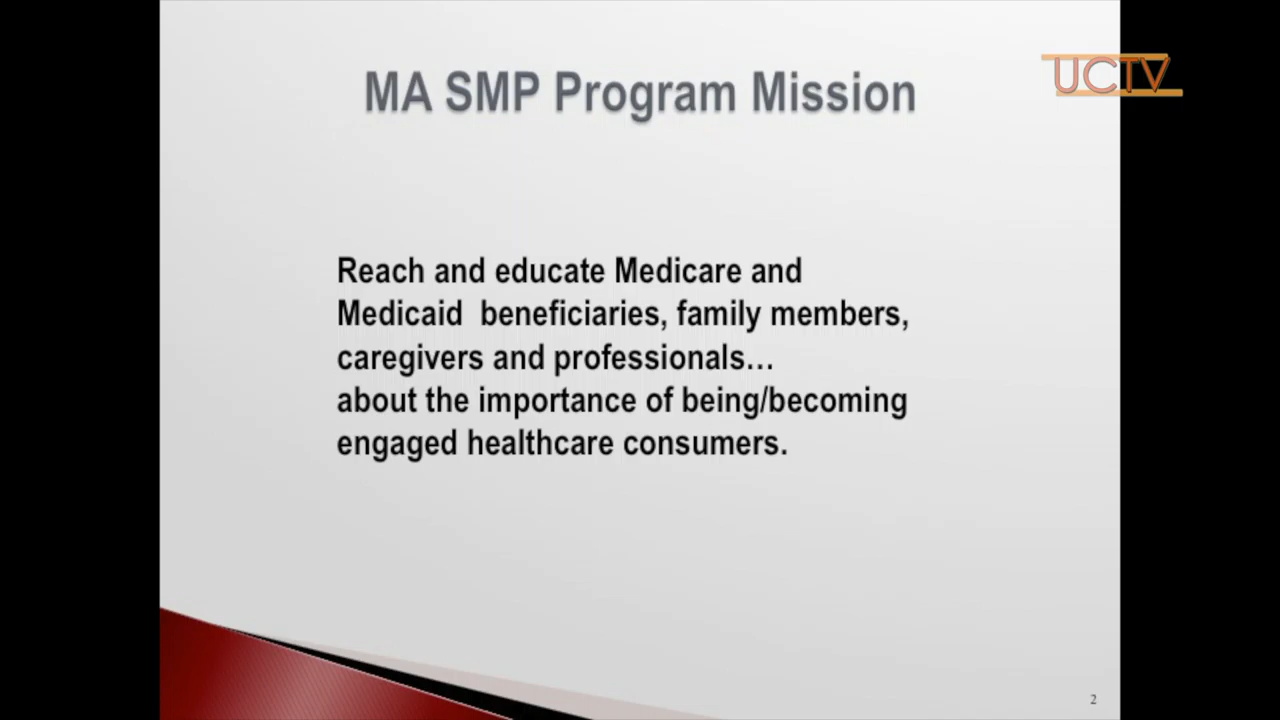 MA SMP Program Mission
UCTV
Reach and educate Medicare and
Medicaid  beneficiaries, family members,
caregivers and professionals…
about the importance of being/becoming
engaged healthcare consumers.
2